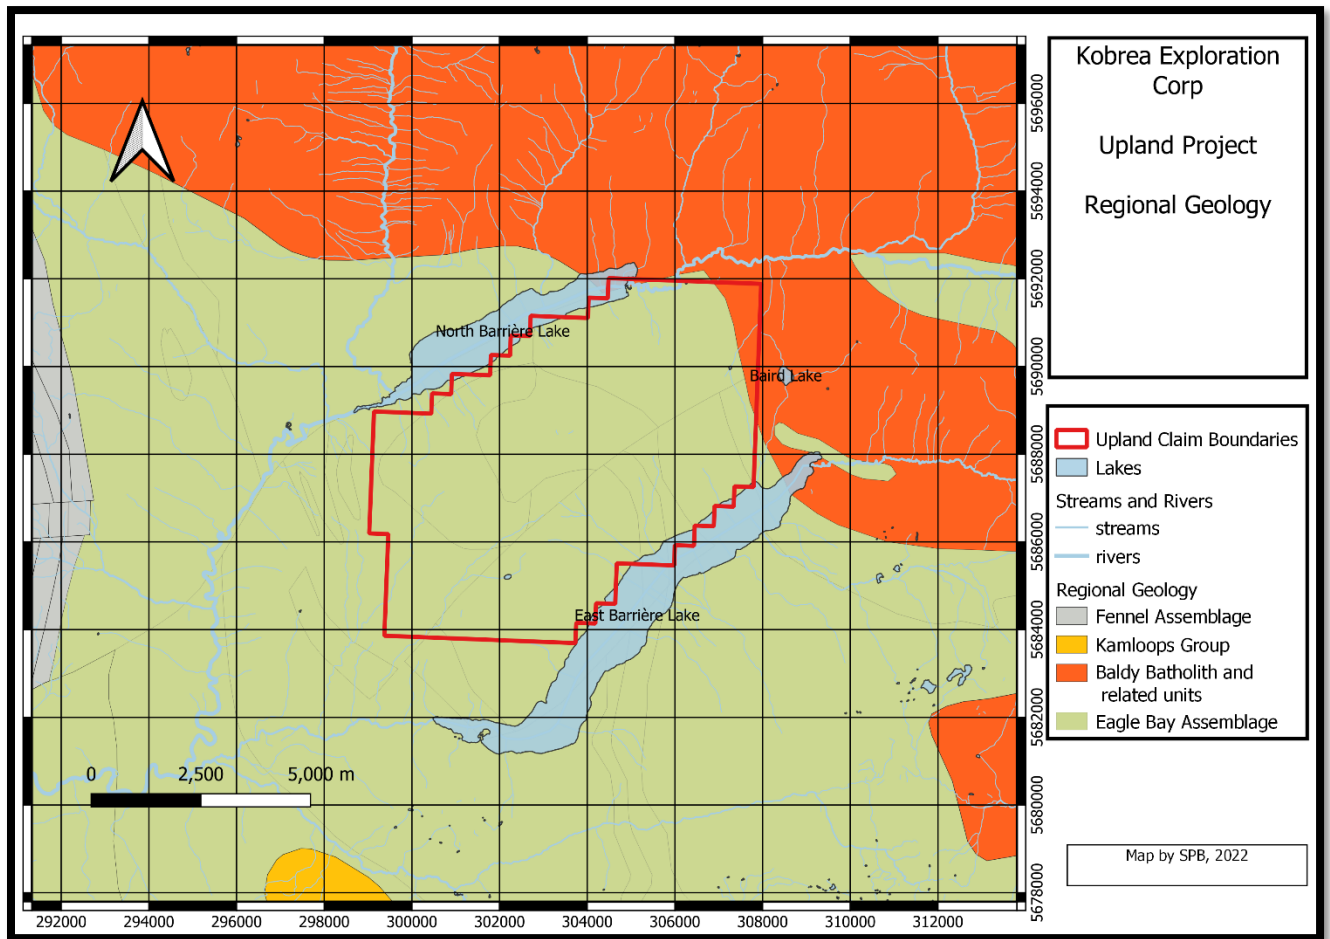 Kobrea Exploration
Corp
Upland Project
Regional Geology
5696000
5694000
5692000
5690000
5688000
5686000
5684000
5682000
5680000
5678000
North Barrière Lake
Baird Lake
East Barrière Lake
0 2,500 5,000 m
292000 294000 296000 298000 300000 302000 304000 306000 308000 310000 312000
Upland Claim Boundaries
Lakes
Streams and Rivers
streams
rivers
Regional Geology
Fennel Assemblage
Kamloops Group
Baldy Batholith and
related units
Eagle Bay Assemblage
Map by SPB, 2022